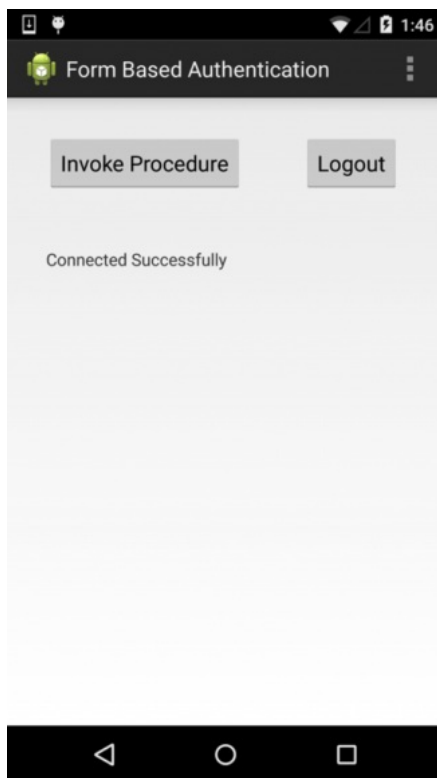 1:46
Form Based Authentication
Invoke Procedure Logout
Connected Successfully